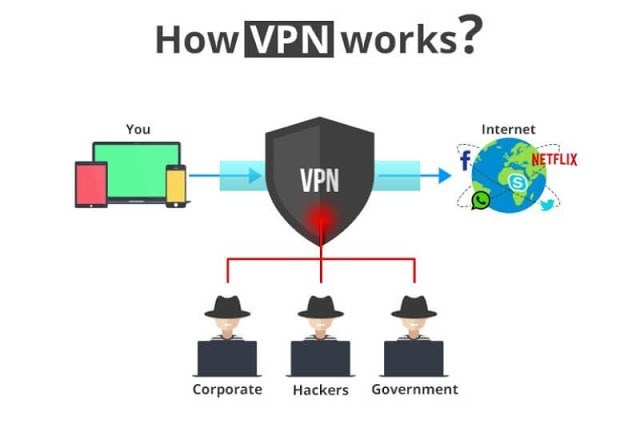 How VPN works?
You
Internet
f
NETFLIX
VPN
S
Corporate
Hackers
Government